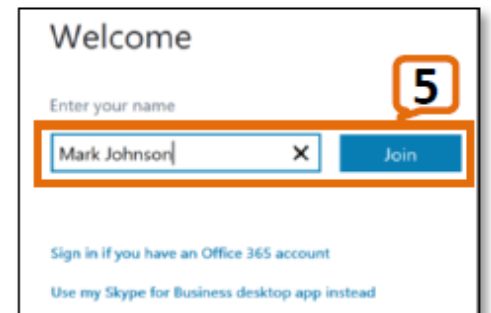 Welcome
5
Enter your name
Mark Johnson X Join
Sign in if you have an Office 365 account
Use my Skype for Business desktop app instead